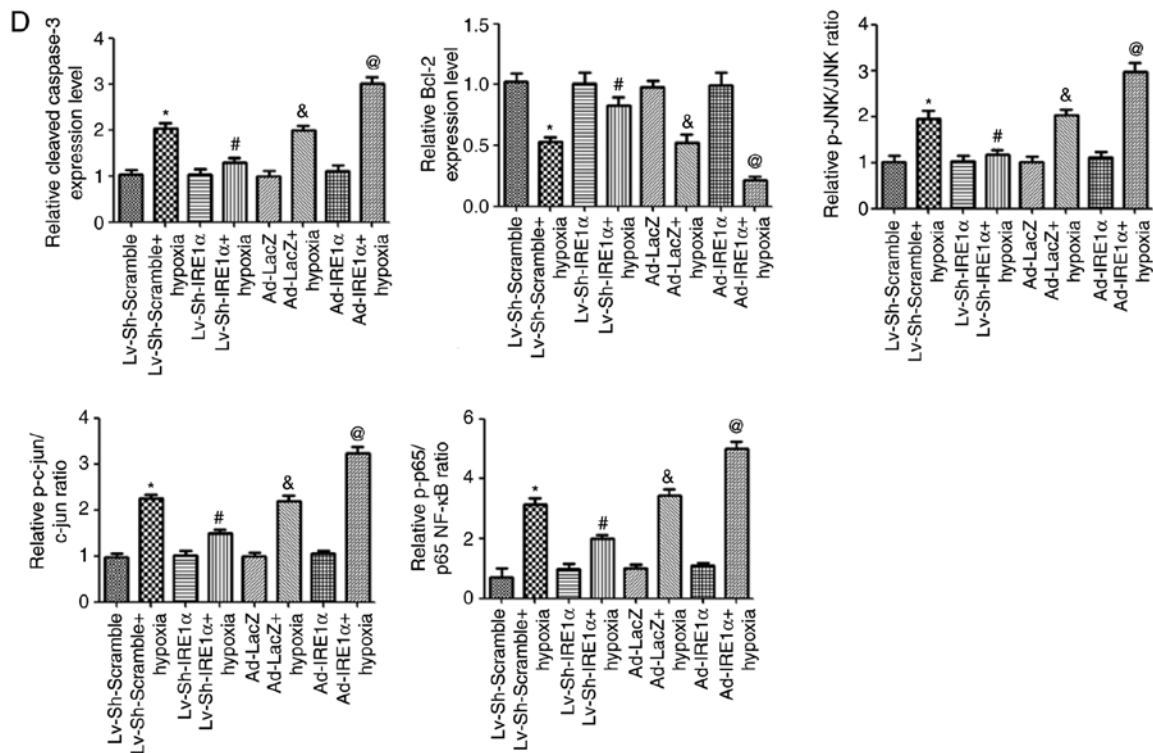 D
Relative cleaved caspase-3
expression level
4
3
2
1
0
*
#
&
@
Lv-Sh-Scramble
Lv-Sh-Scramble+
hypoxia
Lv-Sh-IRE1α
Lv-Sh-IRE1α+
hypoxia
Ad-LacZ
Ad-LacZ+
hypoxia
Ad-IRE1α
Ad-IRE1α+
hypoxia
Relative Bcl-2
expression level
1.5
1.0
0.5
0.0
*
#
&
@
Lv-Sh-Scramble
Lv-Sh-Scramble+
hypoxia
Lv-Sh-IRE1α
Lv-Sh-IRE1α+
hypoxia
Ad-LacZ
Ad-LacZ+
hypoxia
Ad-IRE1α
Ad-IRE1α+
hypoxia
Relative p-JNK/JNK ratio
4
3
2
1
0
*
#
&
@
Lv-Sh-Scramble
Lv-Sh-Scramble+
hypoxia
Lv-Sh-IRE1α
Lv-Sh-IRE1α+
hypoxia
Ad-LacZ
Ad-LacZ+
hypoxia
Ad-IRE1α
Ad-IRE1α+
hypoxia
Relative p-c-jun/
c-jun ratio
4
3
2
1
0
*
#
&
@
Lv-Sh-Scramble
Lv-Sh-Scramble+
hypoxia
Lv-Sh-IRE1α
Lv-Sh-IRE1α+
hypoxia
Ad-LacZ
Ad-LacZ+
hypoxia
Ad-IRE1α
Ad-IRE1α+
hypoxia
Relative p-p65/
p65 NF-κB ratio
6
4
2
0
*
#
&
@
Lv-Sh-Scramble
Lv-Sh-Scramble+
hypoxia
Lv-Sh-IRE1α
Lv-Sh-IRE1α+
hypoxia
Ad-LacZ
Ad-LacZ+
hypoxia
Ad-IRE1α
Ad-IRE1α+
hypoxia